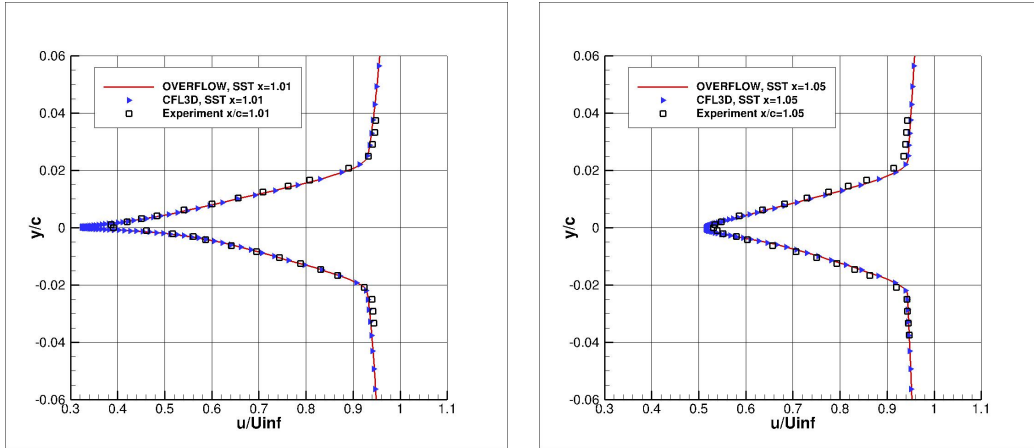 0.06
0.04
0.02
0
-0.02
-0.04
-0.06
y/c
OVERFLOW, SST x=1.01
CFL3D, SST x=1.01
Experiment x/c=1.01
0.3 0.4 0.5 0.6 0.7 0.8 0.9 1 1.1
u/Uinf
0.06
0.04
0.02
0
-0.02
-0.04
-0.06
y/c
OVERFLOW, SST x=1.05
CFL3D, SST x=1.05
Experiment x/c=1.05
0.3 0.4 0.5 0.6 0.7 0.8 0.9 1 1.1
u/Uinf